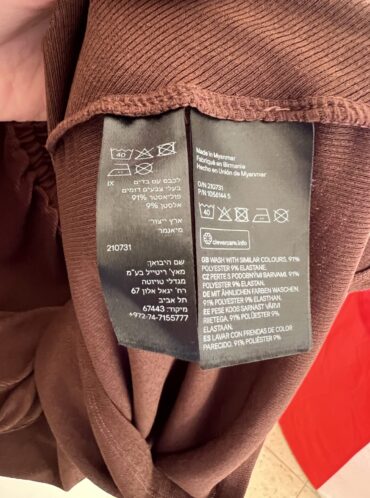 40
IX
לכבס עם בדים
בעלי צבעים דומים
פוליאסטר 91%
אלסטן 9%
ארץ ייצור:
מיאנמר
210731
שם היבואן:
מאץ' ריטייל בע"מ
מגדלי טויוטה
רח' יגאל אלון 67
תל אביב
מיקוד: 67443
+972-74-7155777
Made in Myanmar
Fabriqué en Birmanie
Hecho en Unión de Myanmar
O/N 210731
P/N 1056144 5
40
clevercare.info
GB WASH WITH SIMILAR COLOURS, 91%
POLYESTER 9% ELASTANE.
CZ PERTE S PODOBNÝMI BARVAMI, 91%
POLYESTER 9% ELASTAN.
DE MIT ÄHNLICHEN FARBEN WASCHEN,
91% POLYESTER 9% ELASTHAN.
EE PESE KOOS SARNAST VÄRVI
RIIETEGA, 91% POLÜESTER 9%
ELASTAAN.
ES LAVAR CON PRENDAS DE COLOR
PARECIDO, 91% POLIÉSTER 9%